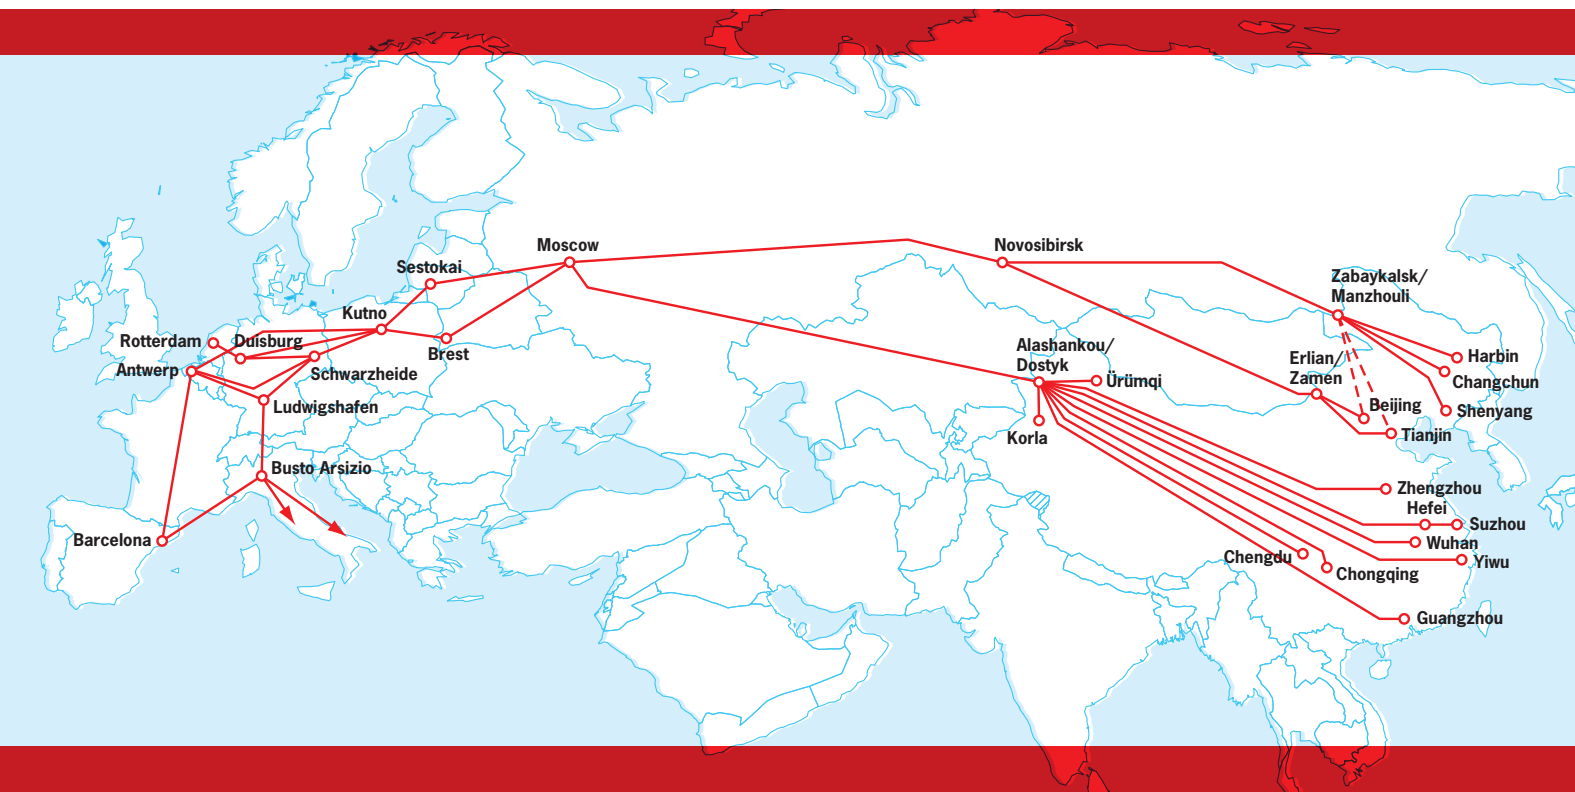 Moscow
Novosibirsk
Sestokai
Zabaykalsk/
Manzhouli
Kutno
Rotterdam
Duisburg
Brest
Alashankou/
Dostyk
Erlian/
Zamen
Harbin
Antwerp
Schwarzheide
Ürümqi
Changchun
Ludwigshafen
Beijing
Shenyang
Korla
Tianjin
Busto Arsizio
Zhengzhou
Hefei
Suzhou
Barcelona
Wuhan
Chengdu
Yiwu
Chongqing
Guangzhou